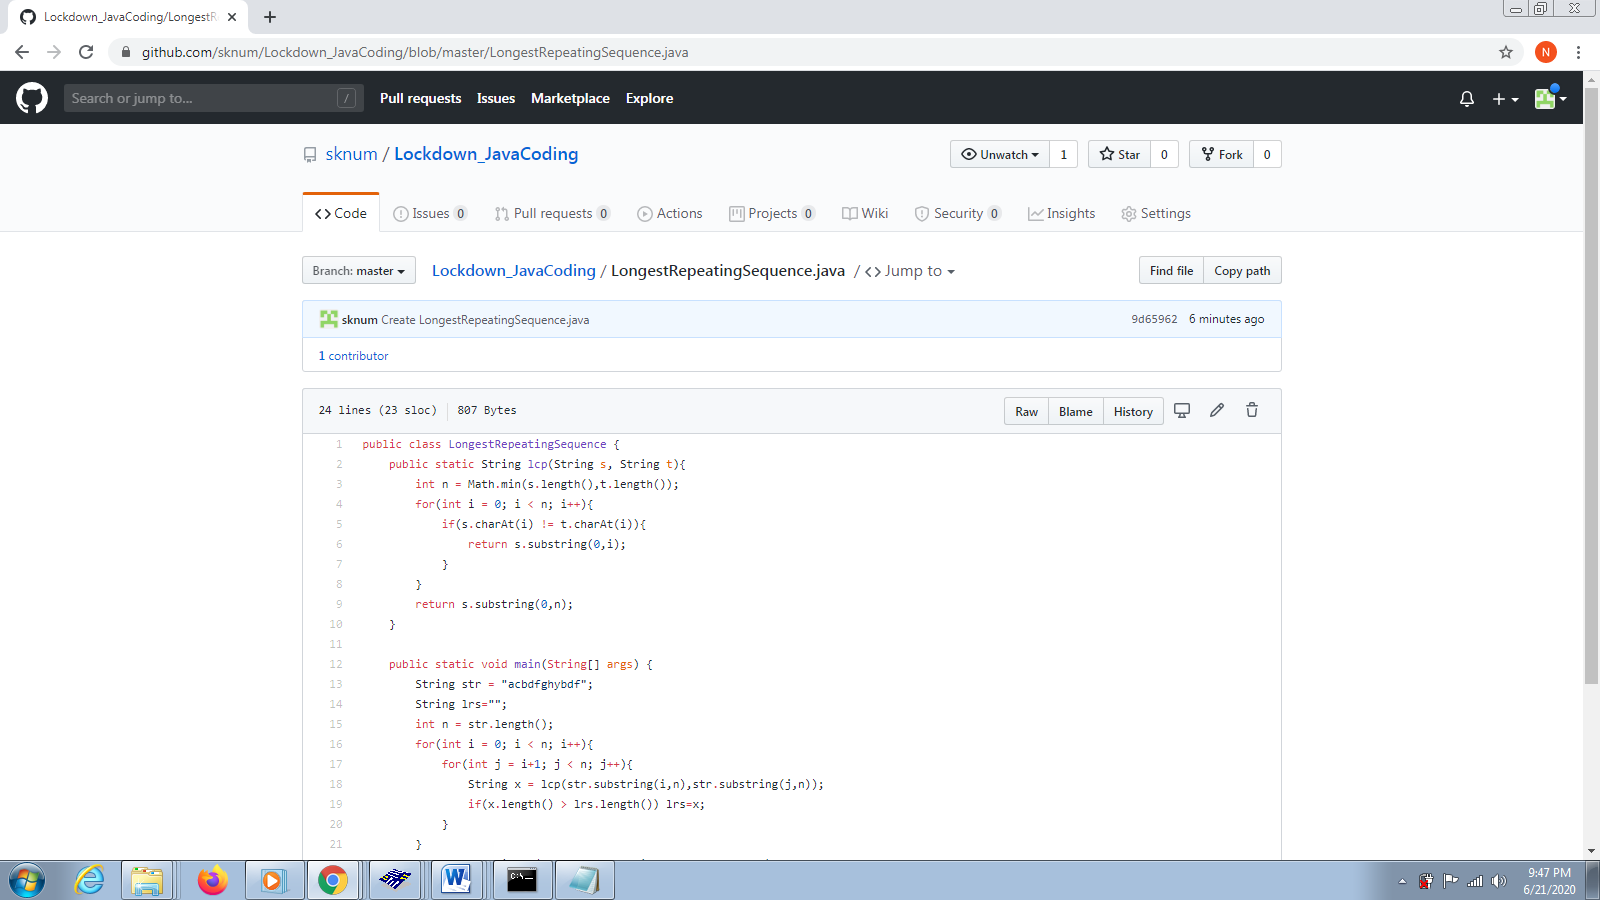 Lockdown_JavaCoding/LongestR
github.com/sknum/Lockdown_JavaCoding/blob/master/LongestRepeatingSequence.java
N
Search or jump to... / Pull requests Issues Marketplace Explore
sknum / Lockdown_JavaCoding Unwatch 1 Star 0 Fork 0
Code Issues 0 Pull requests 0 Actions Projects 0 Wiki Security 0 Insights Settings
Branch: master Lockdown_JavaCoding / LongestRepeatingSequence.java / <> Jump to Find file Copy path
sknum Create LongestRepeatingSequence.java 9d65962 6 minutes ago
1 contributor
24 lines (23 sloc) 807 Bytes Raw Blame History
1 public class LongestRepeatingSequence {
2 public static String lcp(String s, String t){
3 int n = Math.min(s.length(),t.length());
4 for(int i = 0; i < n; i++){
5 if(s.charAt(i) != t.charAt(i)){
6 return s.substring(0,i);
7 }
8 }
9 return s.substring(0,n);
10 }
11
12 public static void main(String[] args) {
13 String str = "acbdfghybdf";
14 String lrs="";
15 int n = str.length();
16 for(int i = 0; i < n; i++){
17 for(int j = i+1; j < n; j++){
18 String x = lcp(str.substring(i,n),str.substring(j,n));
19 if(x.length() > lrs.length()) lrs=x;
20 }
21 }
9:47 PM
6/21/2020